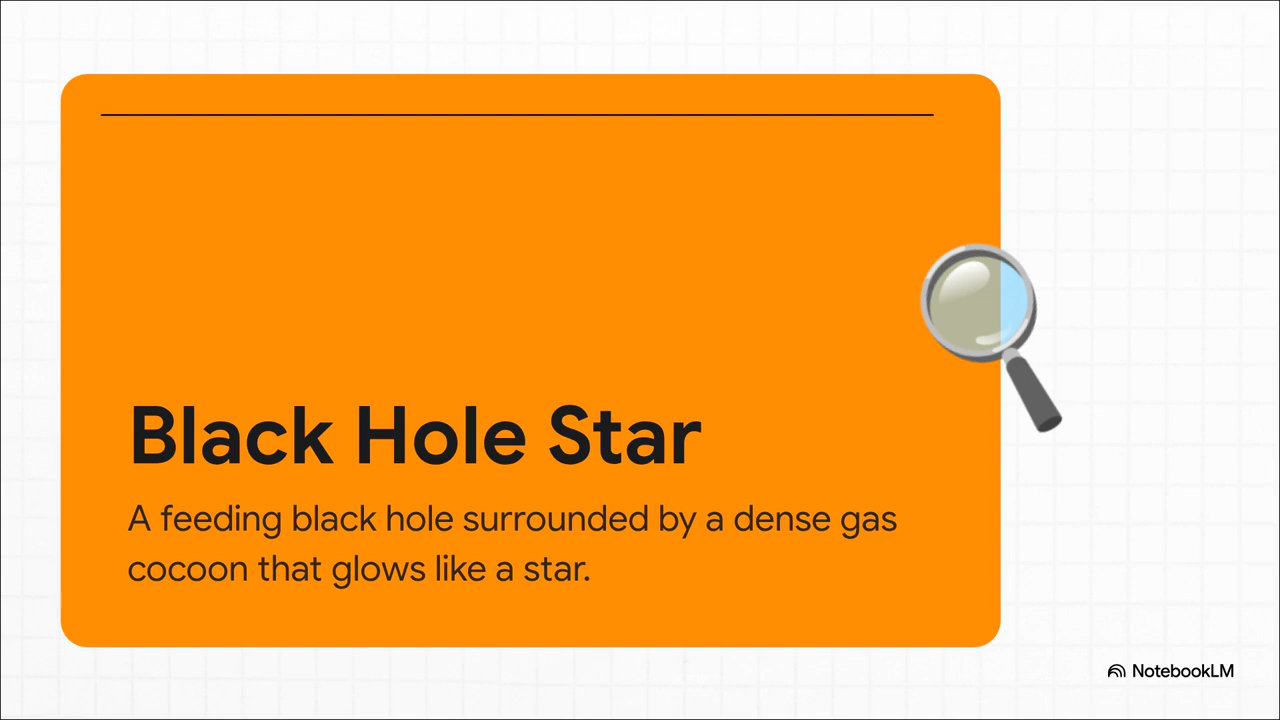 Black Hole Star
A feeding black hole surrounded by a dense gas
cocoon that glows like a star.
NotebookLM